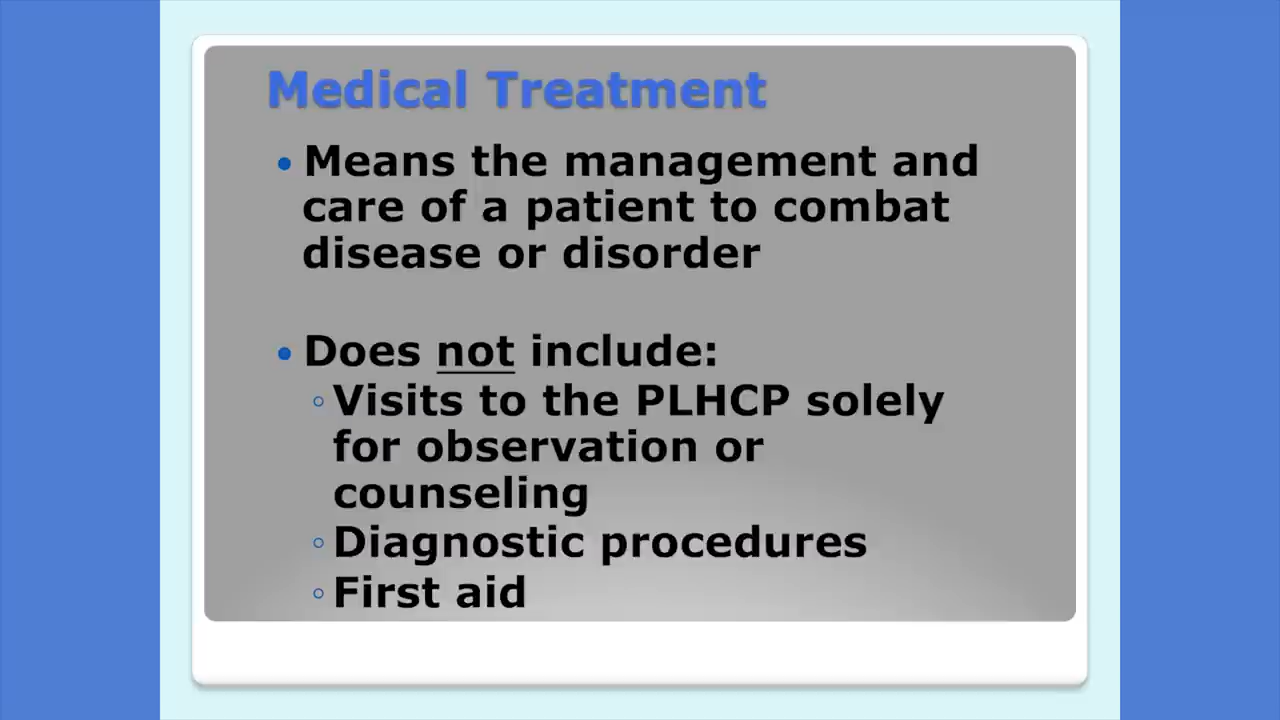 Medical Treatment
• Means the management and
care of a patient to combat
disease or disorder
• Does not include:
◦ Visits to the PLHCP solely
for observation or
counseling
◦ Diagnostic procedures
◦ First aid